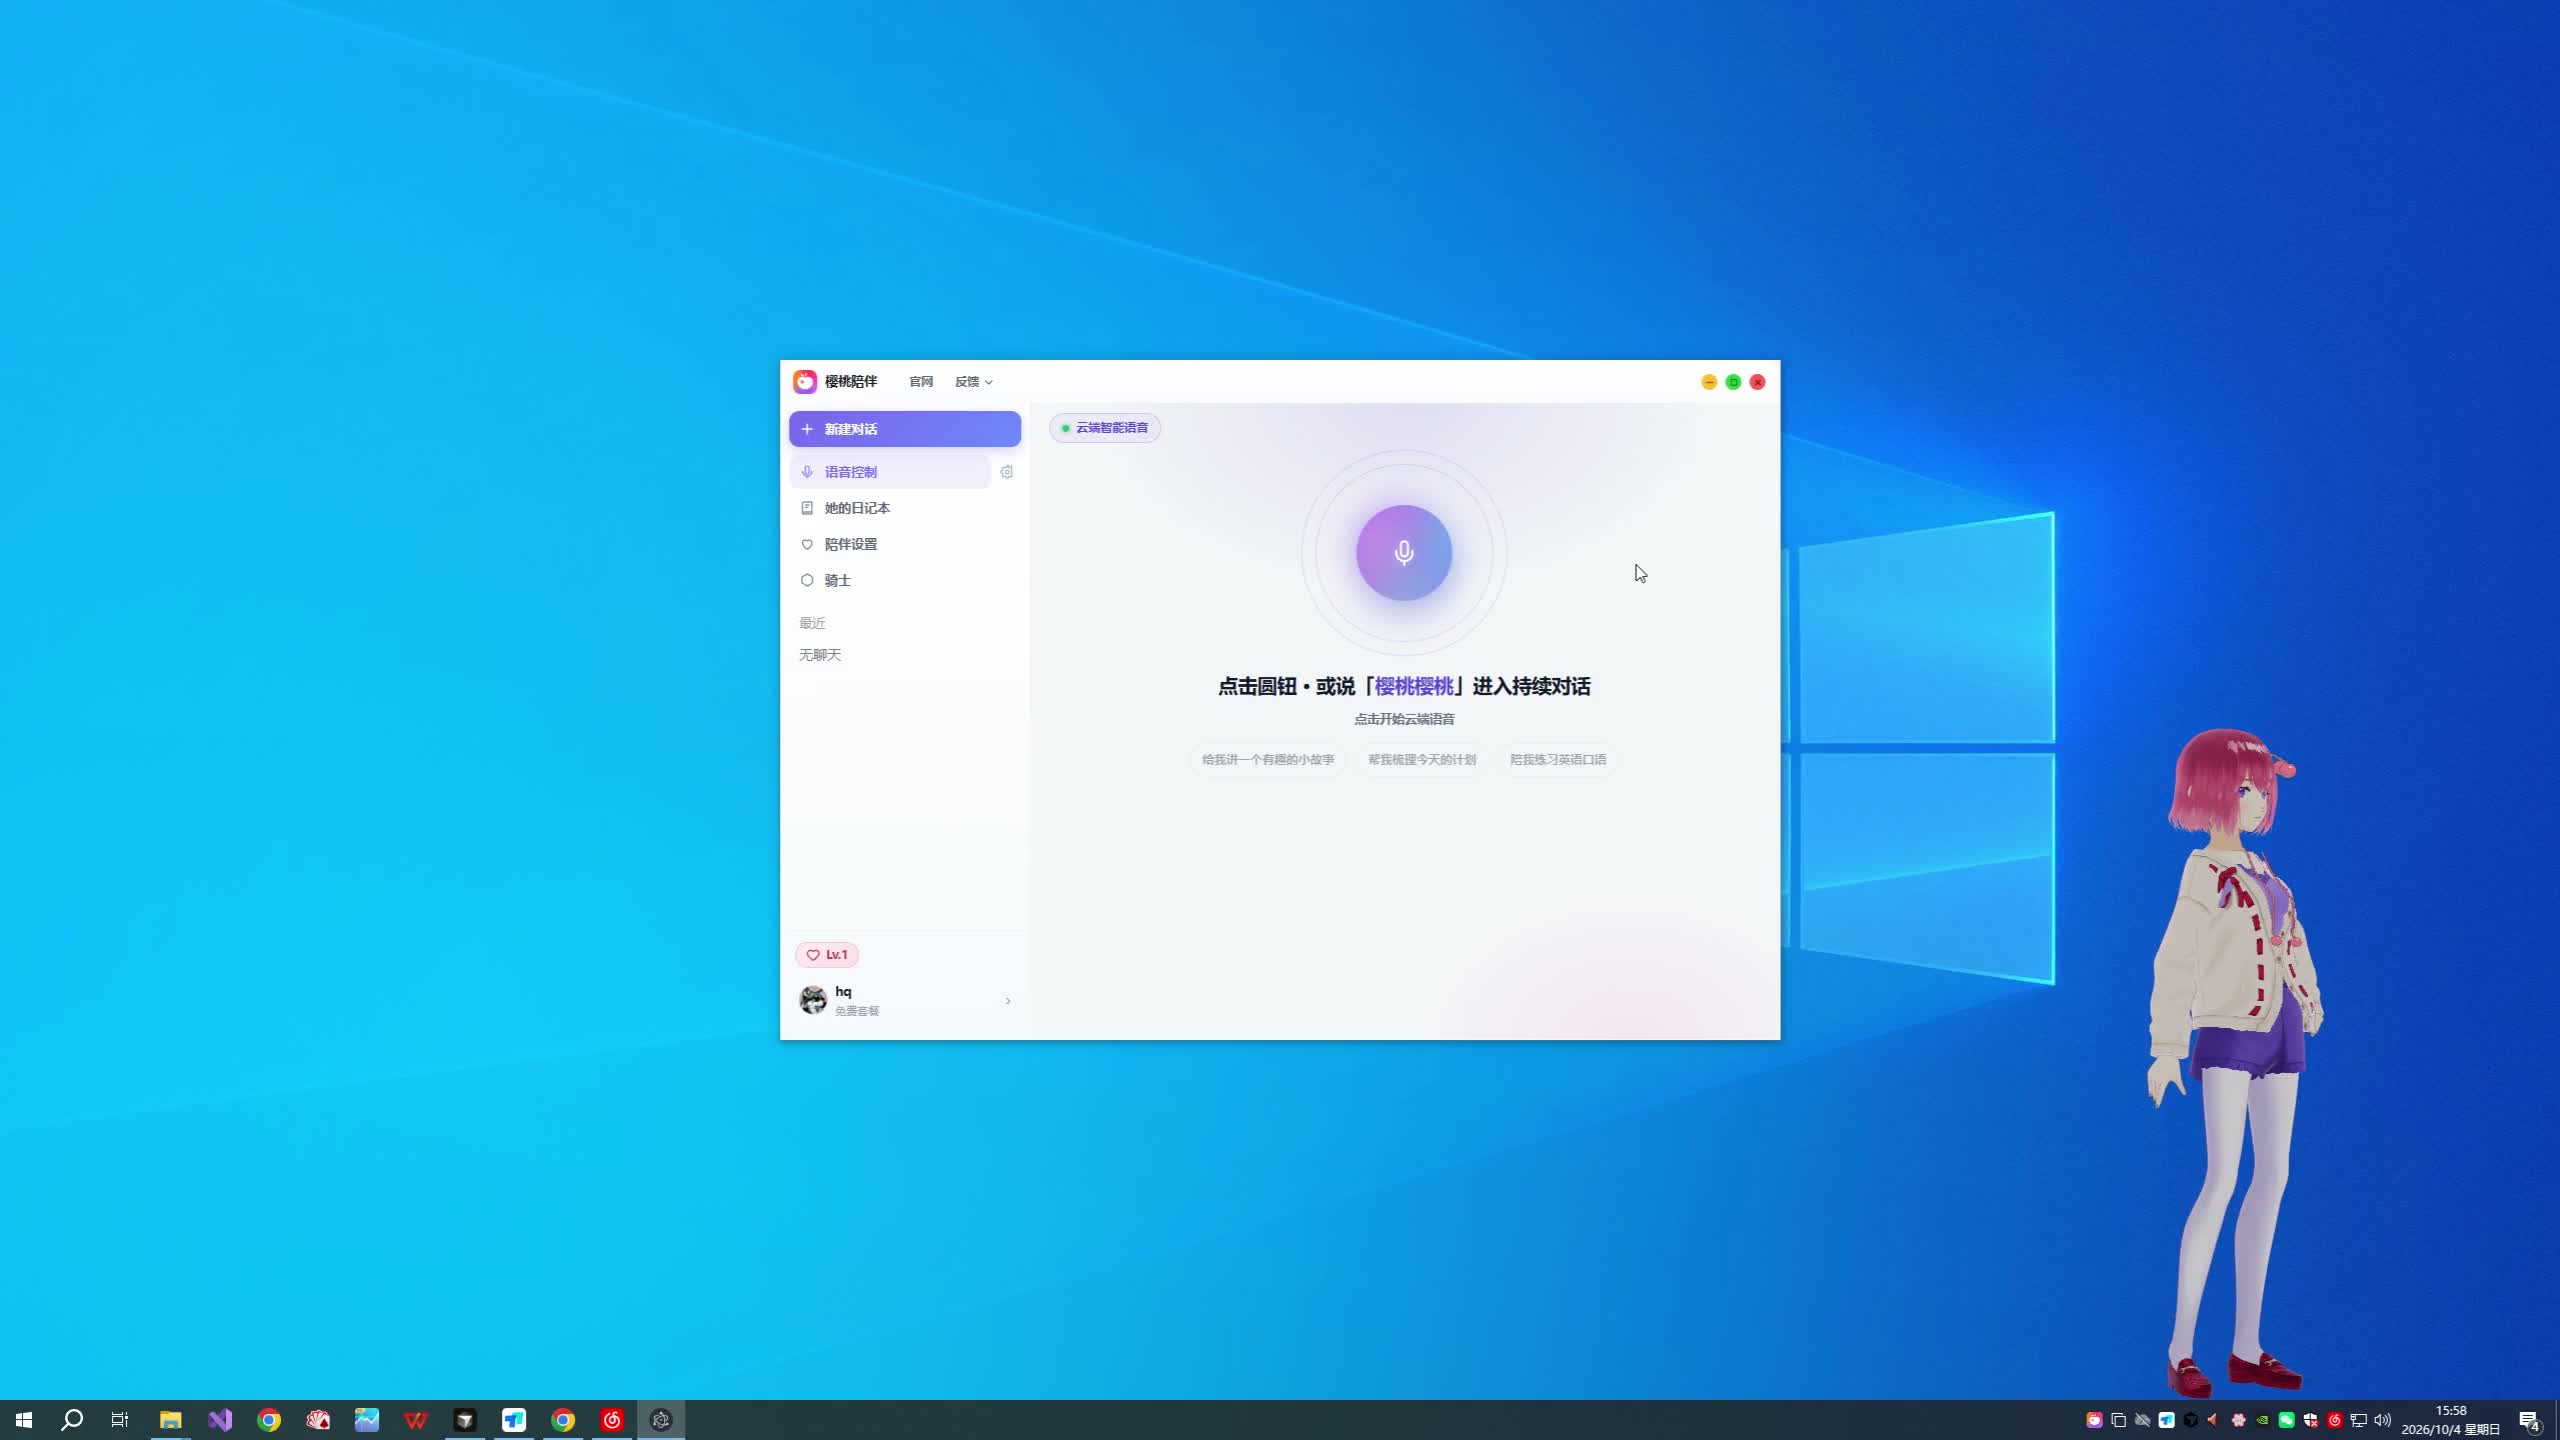 樱桃陪伴 官网 反馈
新建对话
云端智能语音
语音控制
她的日记本
陪伴设置
骑士
最近
无聊天
点击圆钮·或说「樱桃樱桃」进入持续对话
点击开始云端语音
给我讲一个有趣的小故事 帮我梳理今天的计划 陪我练习英语口语
Lv.1
hq
免费套餐
15:58
2026/10/4 星期日
4